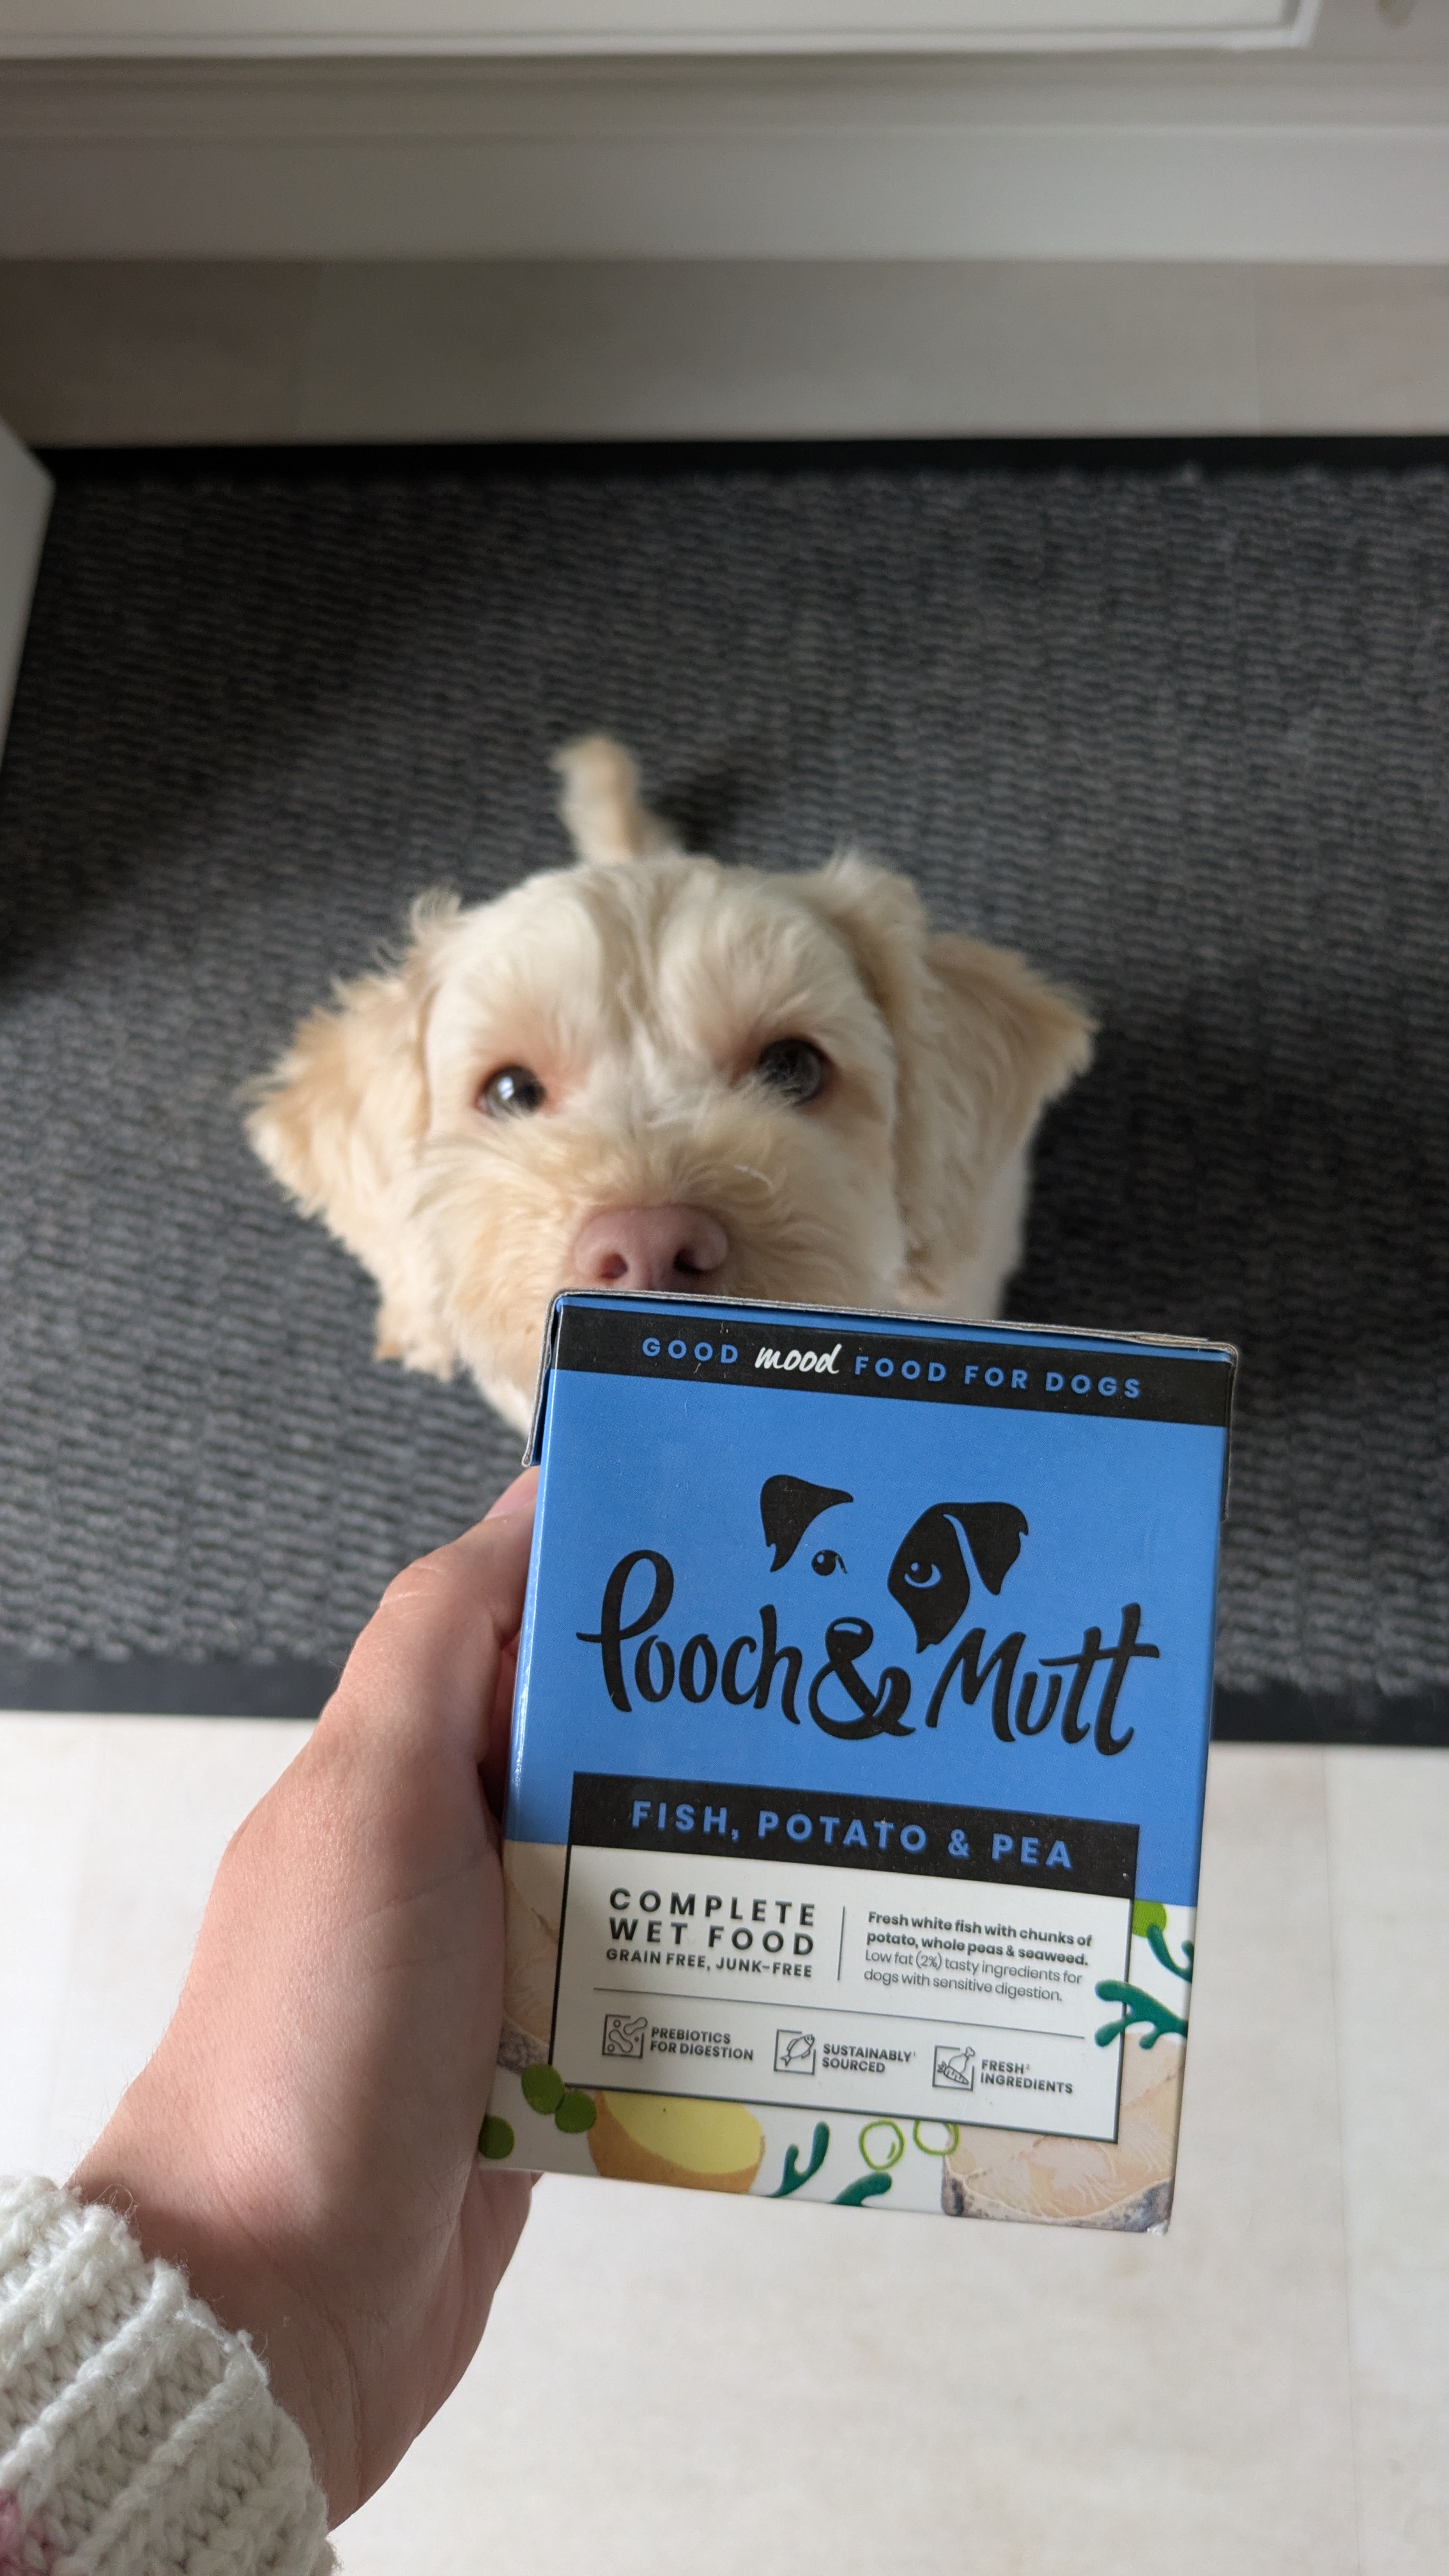 GOOD mood FOOD FOR DOGS
Pooch & Mutt
FISH, POTATO & PEA
COMPLETE
WET FOOD
GRAIN FREE, JUNK-FREE
Fresh white fish with chunks of
potato, whole peas & seaweed.
Low fat (2%) tasty ingredients for
dogs with sensitive digestion.
PREBIOTICS
FOR DIGESTION
SUSTAINABLY¹
SOURCED
FRESH²
INGREDIENTS